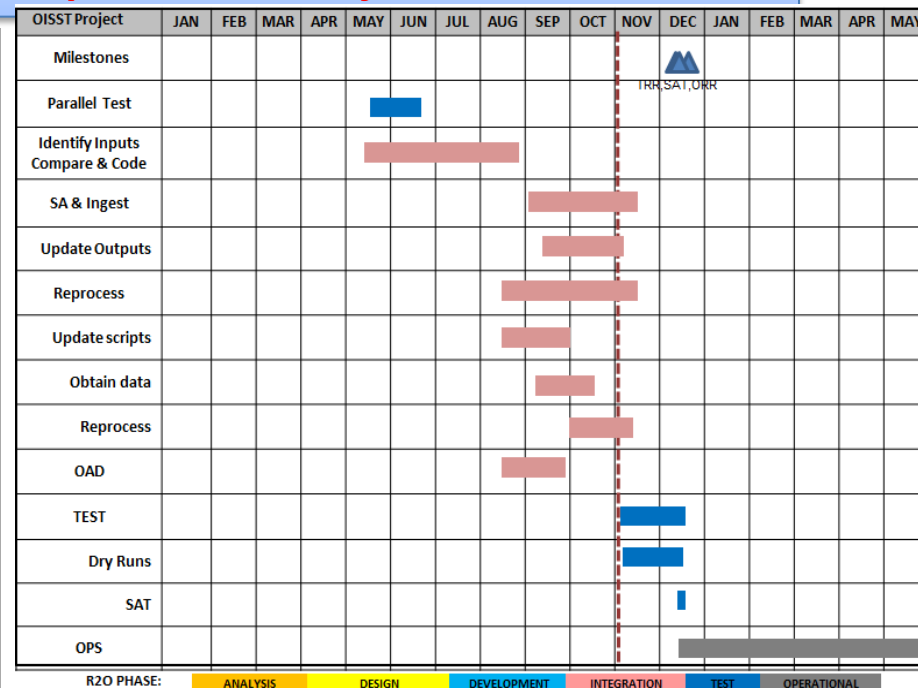 OISST Project JAN FEB MAR APR MAY JUN JUL AUG SEP OCT NOV DEC JAN FEB MAR APR MAY
Milestones
TRR,SAT,ORR
Parallel Test
Identify Inputs
Compare & Code
SA & Ingest
Update Outputs
Reprocess
Update scripts
Obtain data
Reprocess
OAD
TEST
Dry Runs
SAT
OPS
R2O PHASE: ANALYSIS DESIGN DEVELOPMENT INTEGRATION TEST OPERATIONAL